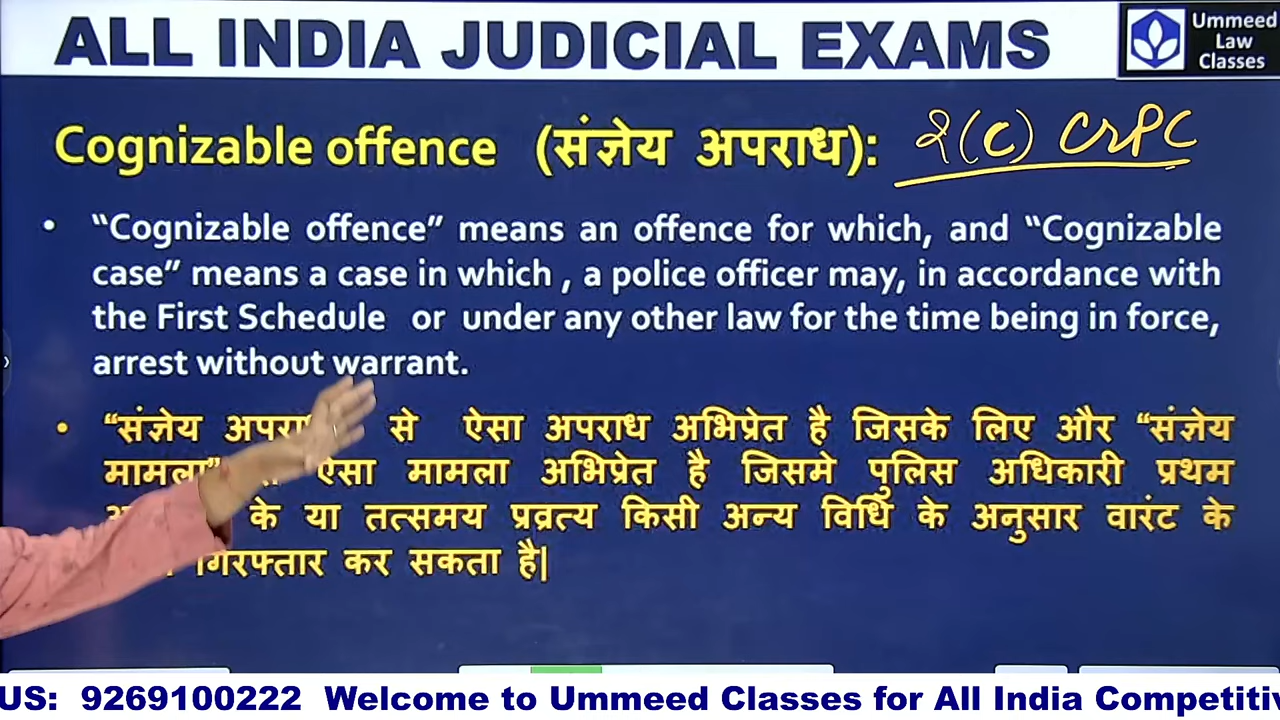 ALL INDIA JUDICIAL EXAMS
Ummeed
Law
Classes
Cognizable offence (संज्ञेय अपराध): 2(c) CrPC
• “Cognizable offence” means an offence for which, and “Cognizable
case” means a case in which , a police officer may, in accordance with
the First Schedule or under any other law for the time being in force,
arrest without warrant.
• “संज्ञेय से ऐसा अपराध अभिप्रेत है जिसके लिए और “संज्ञेय
ऐसा मामला अभिप्रेत है जिसमे पुलिस अधिकारी प्रथम
के या तत्समय प्रव्रत्य किसी अन्य विधि के अनुसार वारंट के
गिरफ्तार कर सकता है|
US: 9269100222 Welcome to Ummeed Classes for All India